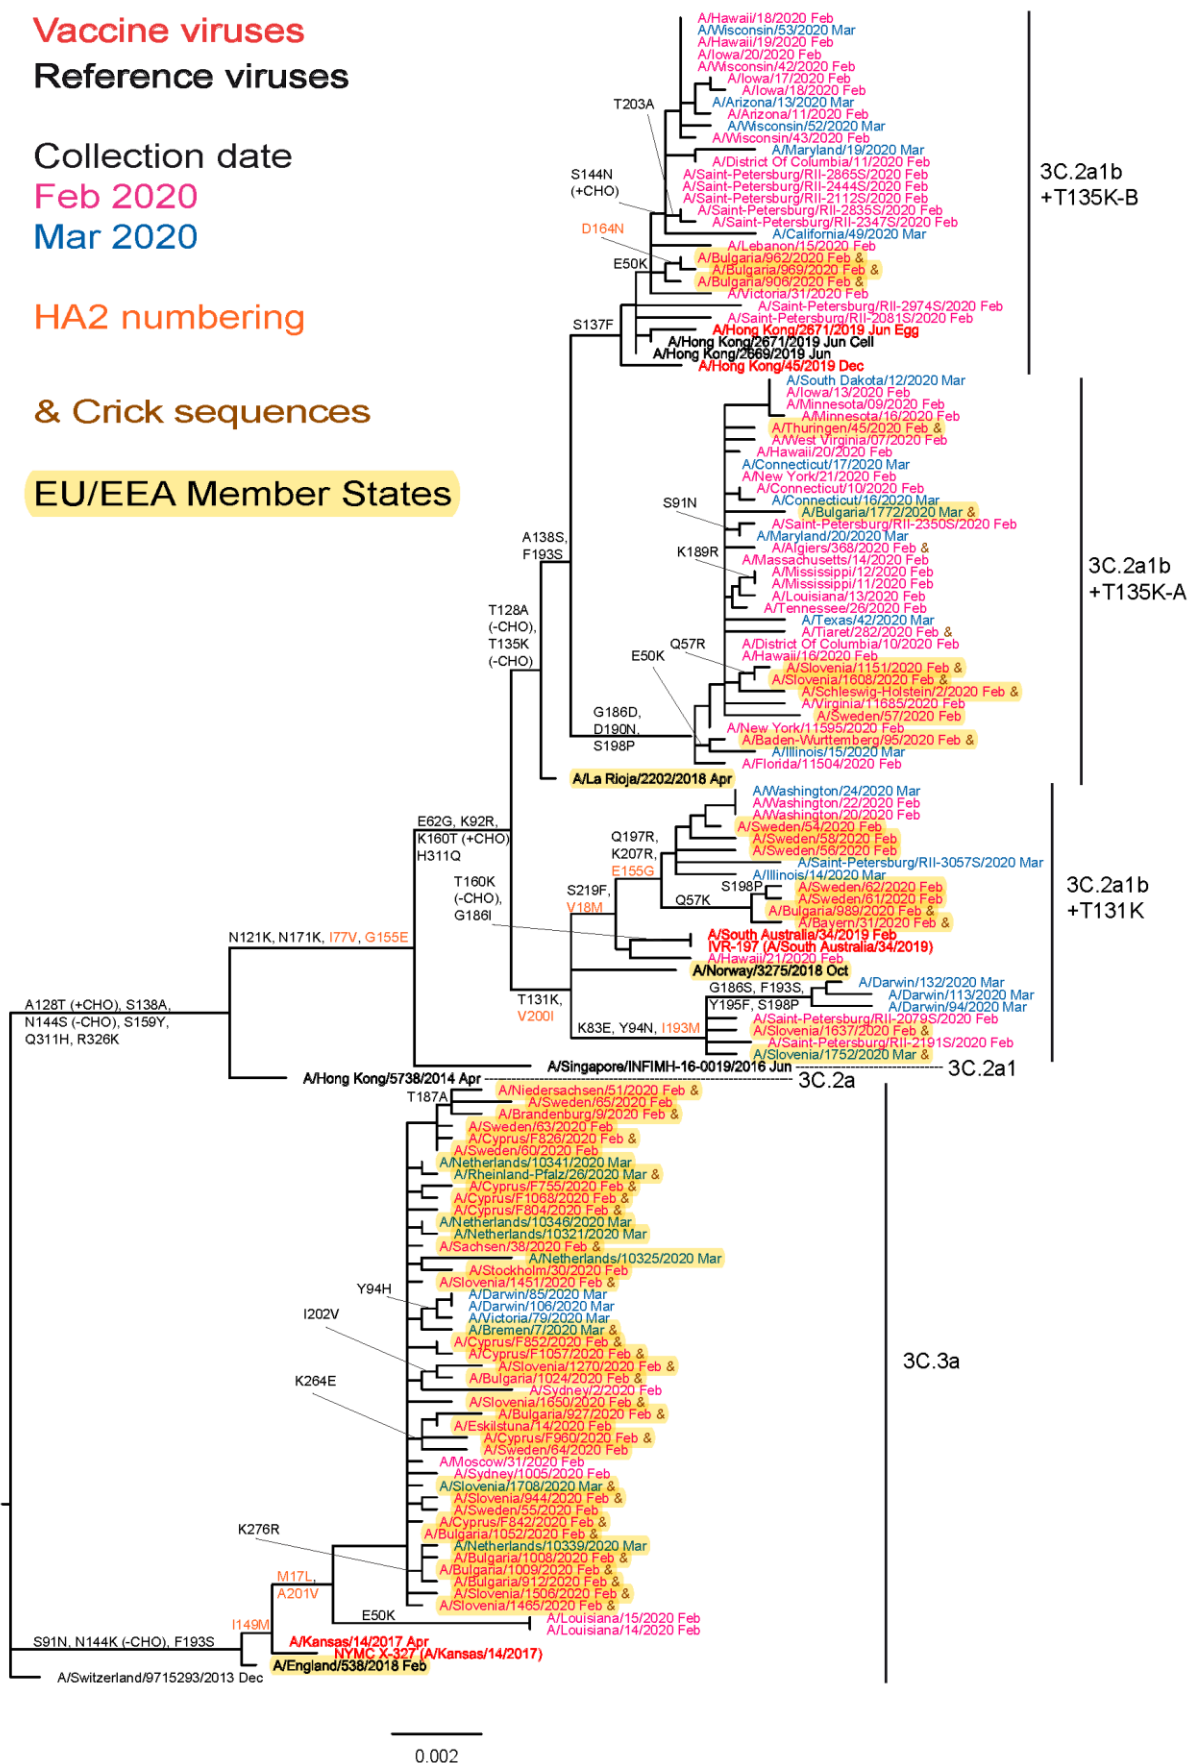 Vaccine viruses
Reference viruses
Collection date
Feb 2020
Mar 2020
HA2 numbering
& Crick sequences
EU/EEA Member States
A/Hawaii/18/2020 Feb
A/Wisconsin/53/2020 Mar
A/Hawaii/19/2020 Feb
A/Iowa/20/2020 Feb
A/Wisconsin/42/2020 Feb
A/Iowa/17/2020 Feb
A/Iowa/18/2020 Feb
A/Arizona/13/2020 Mar
A/Arizona/11/2020 Feb
A/Wisconsin/52/2020 Mar
A/Wisconsin/43/2020 Feb
A/Maryland/19/2020 Mar
A/District Of Columbia/11/2020 Feb
A/Saint-Petersburg/RII-2865S/2020 Feb
A/Saint-Petersburg/RII-2444S/2020 Feb
A/Saint-Petersburg/RII-2112S/2020 Feb
A/Saint-Petersburg/RII-2835S/2020 Feb
A/Saint-Petersburg/RII-2347S/2020 Feb
A/California/49/2020 Mar
A/Lebanon/15/2020 Feb
A/Bulgaria/962/2020 Feb &
A/Bulgaria/969/2020 Feb &
A/Bulgaria/906/2020 Feb &
A/Victoria/31/2020 Feb
A/Saint-Petersburg/RII-2974S/2020 Feb
A/Saint-Petersburg/RII-2081S/2020 Feb
A/Hong Kong/2671/2019 Jun Egg
A/Hong Kong/2671/2019 Jun Cell
A/Hong Kong/2669/2019 Jun
A/Hong Kong/45/2019 Dec
T203A
S144N
(+CHO)
D164N
E50K
S137F
3C.2a1b
+T135K-B
A/South Dakota/12/2020 Mar
A/Iowa/13/2020 Feb
A/Minnesota/09/2020 Feb
A/Minnesota/16/2020 Feb
A/Thuringen/45/2020 Feb &
A/West Virginia/07/2020 Feb
A/Hawaii/20/2020 Feb
A/Connecticut/17/2020 Mar
A/New York/21/2020 Feb
A/Connecticut/10/2020 Feb
A/Connecticut/16/2020 Mar
A/Bulgaria/1772/2020 Mar &
A/Saint-Petersburg/RII-2350S/2020 Feb
A/Maryland/20/2020 Mar
A/Algiers/368/2020 Feb &
A/Massachusetts/14/2020 Feb
A/Mississippi/12/2020 Feb
A/Mississippi/11/2020 Feb
A/Louisiana/13/2020 Feb
A/Tennessee/26/2020 Feb
A/Texas/42/2020 Mar
A/Tiaret/282/2020 Feb &
A/District Of Columbia/10/2020 Feb
A/Hawaii/16/2020 Feb
A/Slovenia/1151/2020 Feb &
A/Slovenia/1608/2020 Feb &
A/Schleswig-Holstein/2/2020 Feb &
A/Virginia/11685/2020 Feb
A/Sweden/57/2020 Feb
A/New York/11595/2020 Feb
A/Baden-Wurttemberg/95/2020 Feb &
A/Illinois/15/2020 Mar
A/Florida/11504/2020 Feb
A/La Rioja/2202/2018 Apr
S91N
K189R
Q57R
E50K
A138S,
F193S
T128A
(-CHO),
T135K
(-CHO)
G186D,
D190N,
S198P
3C.2a1b
+T135K-A
A/Washington/24/2020 Mar
A/Washington/22/2020 Feb
A/Washington/20/2020 Feb
A/Sweden/54/2020 Feb
A/Sweden/58/2020 Feb
A/Sweden/56/2020 Feb
A/Saint-Petersburg/RII-3057S/2020 Mar
A/Illinois/14/2020 Mar
A/Sweden/62/2020 Feb
A/Sweden/61/2020 Feb
A/Bulgaria/989/2020 Feb &
A/Bayern/31/2020 Feb &
A/South Australia/34/2019 Feb
IVR-197 (A/South Australia/34/2019)
A/Hawaii/21/2020 Feb
A/Norway/3275/2018 Oct
A/Darwin/132/2020 Mar
A/Darwin/113/2020 Mar
A/Darwin/94/2020 Mar
A/Saint-Petersburg/RII-2079S/2020 Feb
A/Slovenia/1637/2020 Feb &
A/Saint-Petersburg/RII-2191S/2020 Feb
A/Slovenia/1752/2020 Mar &
A/Singapore/INFIMH-16-0019/2016 Jun
A/Hong Kong/5738/2014 Apr
E62G, K92R,
K160T (+CHO)
H311Q
Q197R,
K207R,
E155G
T160K
(-CHO),
G186I
S219F,
V18M
S198P
Q57K
N121K, N171K, I77V, G155E
T131K,
V200I
G186S, F193S,
Y195F, S198P
K83E, Y94N, I193M
A128T (+CHO), S138A,
N144S (-CHO), S159Y,
Q311H, R326K
3C.2a1b
+T131K
3C.2a1
3C.2a
A/Niedersachsen/51/2020 Feb &
A/Sweden/65/2020 Feb
A/Brandenburg/9/2020 Feb &
A/Sweden/63/2020 Feb
A/Cyprus/F826/2020 Feb &
A/Sweden/60/2020 Feb
A/Netherlands/10341/2020 Mar
A/Rheinland-Pfalz/26/2020 Mar &
A/Cyprus/F755/2020 Feb &
A/Cyprus/F1068/2020 Feb &
A/Cyprus/F804/2020 Feb &
A/Netherlands/10346/2020 Mar
A/Netherlands/10321/2020 Mar
A/Sachsen/38/2020 Feb &
A/Netherlands/10325/2020 Mar
A/Stockholm/30/2020 Feb
A/Slovenia/1451/2020 Feb &
A/Darwin/85/2020 Mar
A/Darwin/106/2020 Mar
A/Victoria/79/2020 Mar
A/Bremen/7/2020 Mar &
A/Cyprus/F852/2020 Feb &
A/Cyprus/F1057/2020 Feb &
A/Slovenia/1270/2020 Feb &
A/Bulgaria/1024/2020 Feb &
A/Sydney/2/2020 Feb
A/Slovenia/1650/2020 Feb &
A/Bulgaria/927/2020 Feb &
A/Eskilstuna/14/2020 Feb
A/Cyprus/F960/2020 Feb &
A/Sweden/64/2020 Feb
A/Moscow/31/2020 Feb
A/Sydney/1005/2020 Feb
A/Slovenia/1708/2020 Mar &
A/Slovenia/944/2020 Feb &
A/Sweden/55/2020 Feb
A/Cyprus/F842/2020 Feb &
A/Bulgaria/1052/2020 Feb &
A/Netherlands/10339/2020 Mar
A/Bulgaria/1008/2020 Feb &
A/Bulgaria/1009/2020 Feb &
A/Bulgaria/912/2020 Feb &
A/Slovenia/1506/2020 Feb &
A/Slovenia/1465/2020 Feb &
A/Louisiana/15/2020 Feb
A/Louisiana/14/2020 Feb
A/Kansas/14/2017 Apr
NYMC X-327 (A/Kansas/14/2017)
A/England/538/2018 Feb
A/Switzerland/9715293/2013 Dec
T187A
Y94H
I202V
K264E
K276R
M17L,
A201V
E50K
I149M
S91N, N144K (-CHO), F193S
3C.3a
0.002